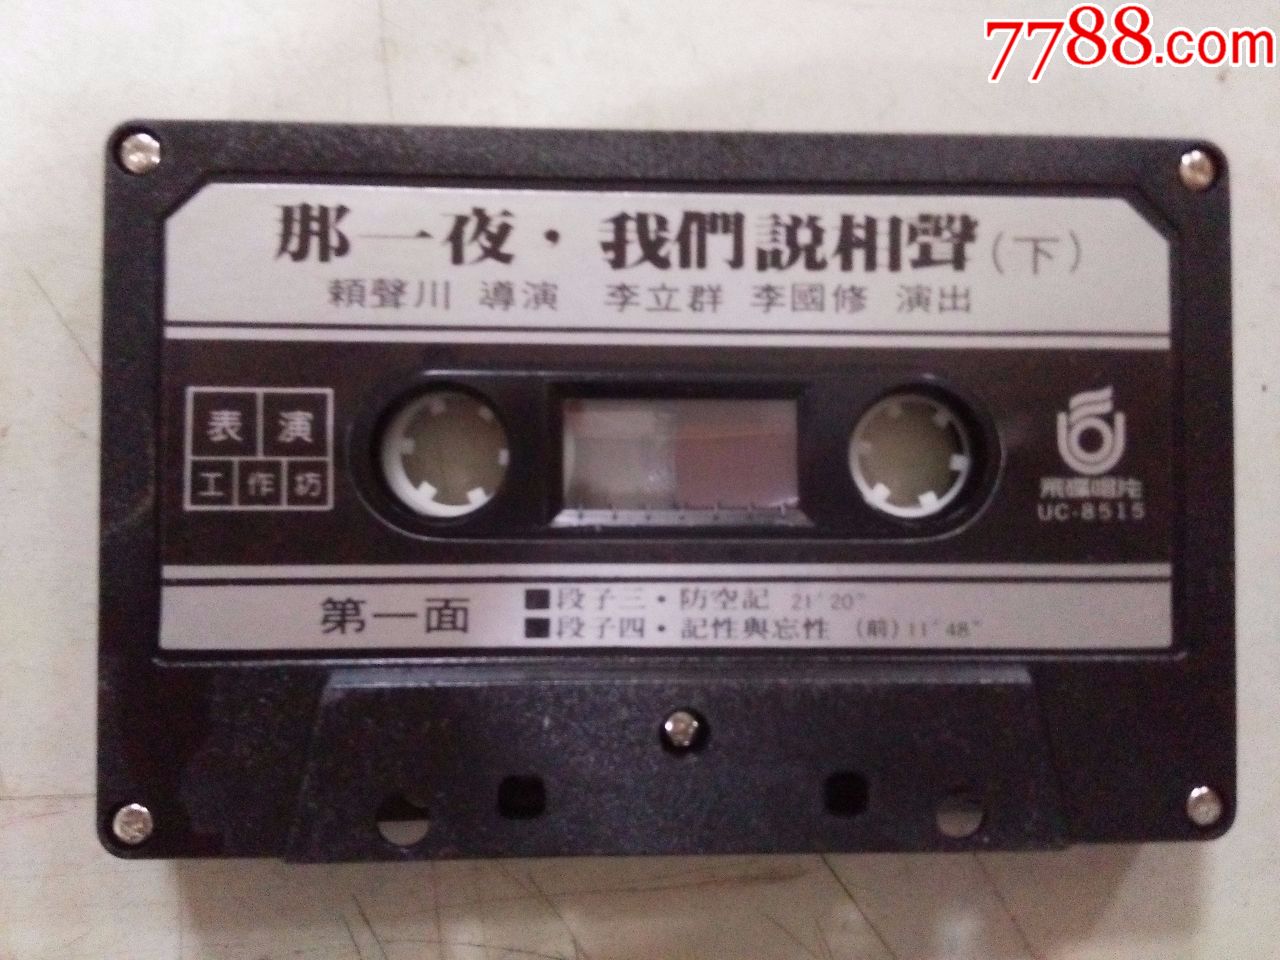 7788.com
那一夜·我們説相聲（下）
賴聲川 導演 李立群 李國修 演出
表演
工作坊
飛碟唱片
UC-8515
第一面
■段子三·防空記 21'20"
■段子四·記性與忘性 （前）11'48"